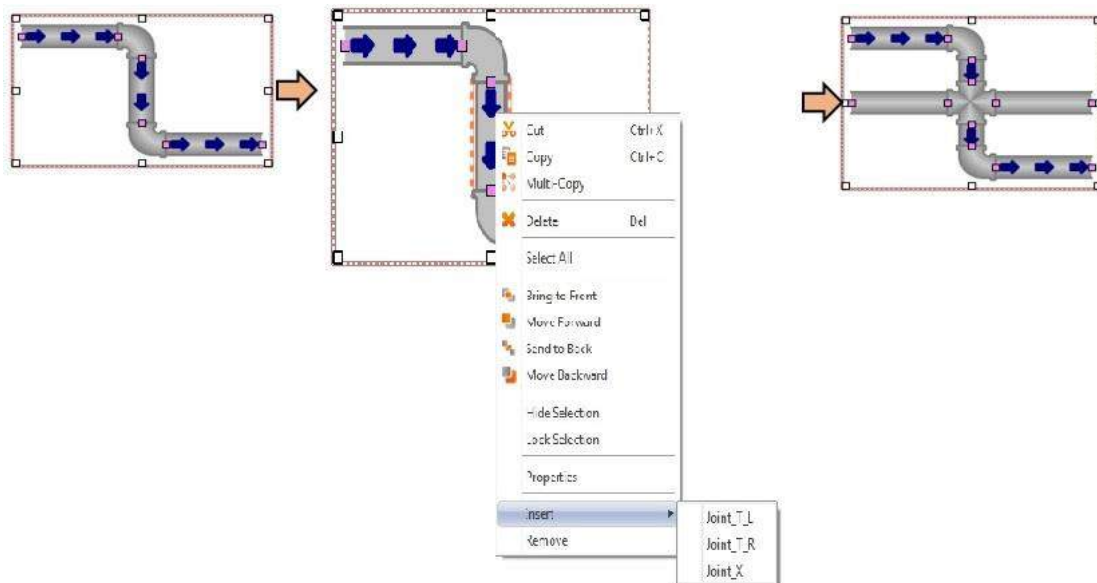 Cut Ctrl+X
Copy Ctrl+C
Multi-Copy
Delete Del
Select All
Bring to Front
Move Forward
Send to Back
Move Backward
Hide Selection
Lock Selection
Properties
Insert
Remove
Joint_T_L
Joint_T_R
Joint_X